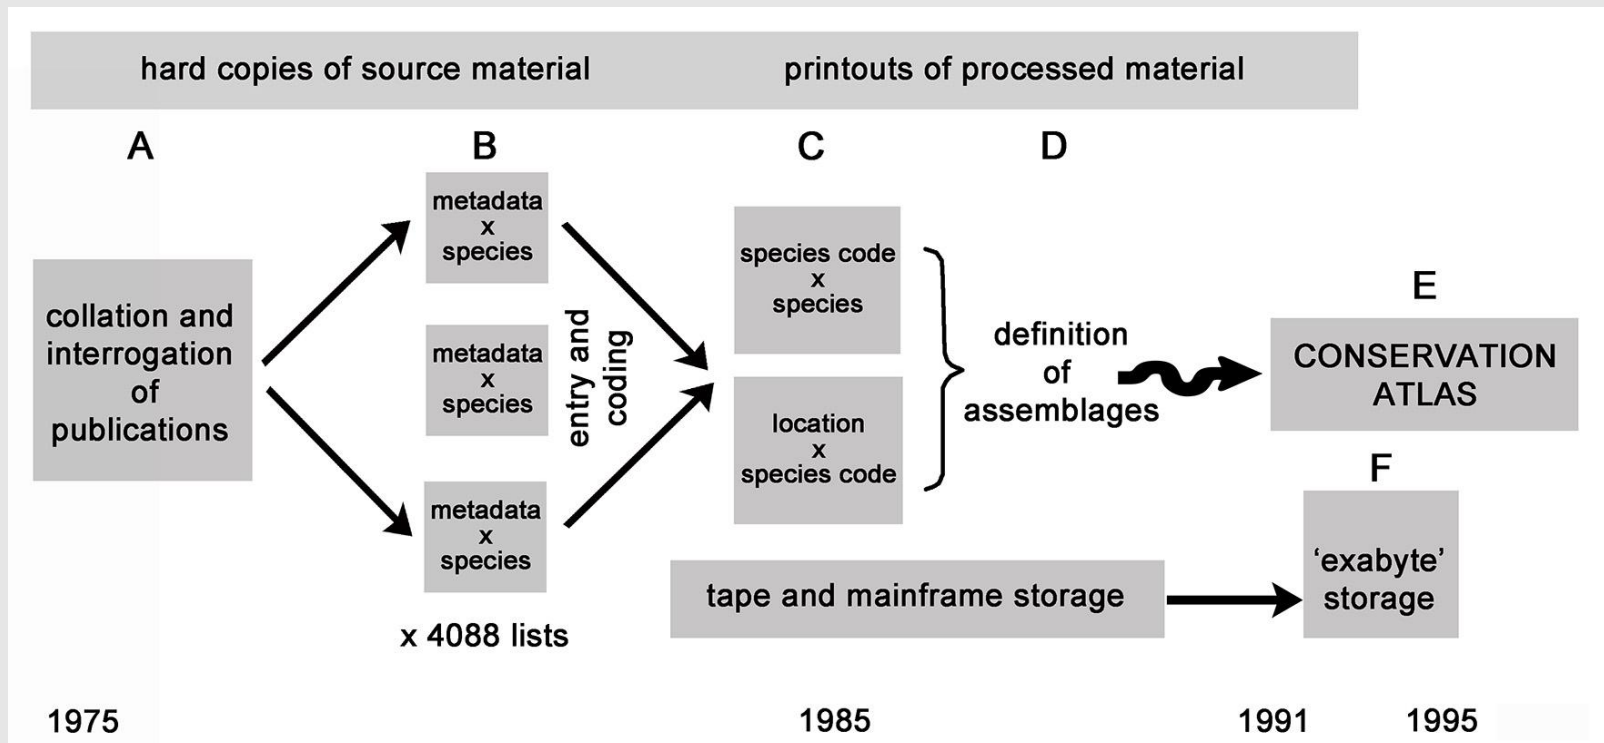 hard copies of source material
printouts of processed material
A
B
C
D
metadata
x
species
collation and
interrogation
of
publications
metadata
x
species
entry and
coding
metadata
x
species
x 4088 lists
species code
x
species
location
x
species code
definition
of
assemblages
E
CONSERVATION
ATLAS
F
'exabyte'
storage
tape and mainframe storage
1975
1985
1991
1995